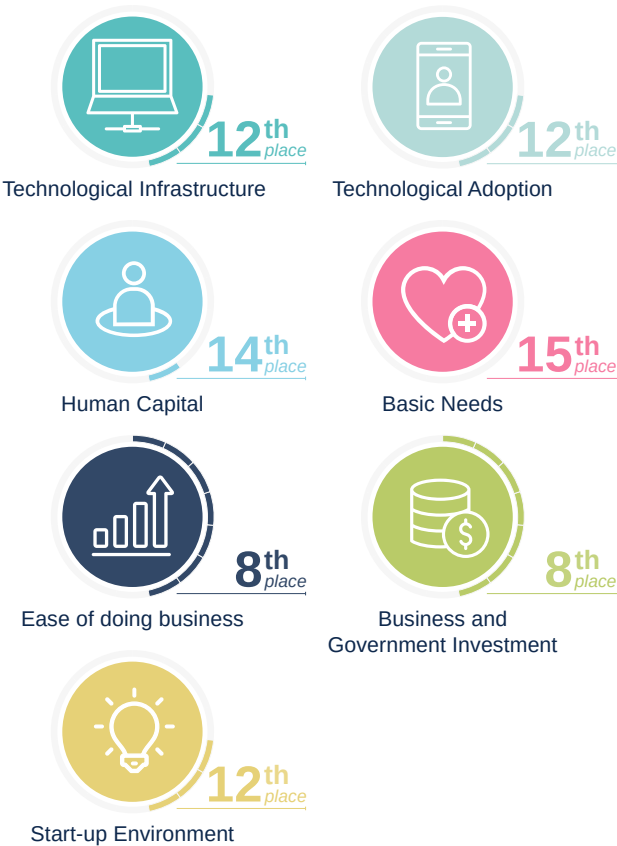 12th
place
Technological Infrastructure
12th
place
Technological Adoption
14th
place
Human Capital
15th
place
Basic Needs
8th
place
Ease of doing business
$
8th
place
Business and
Government Investment
12th
place
Start-up Environment